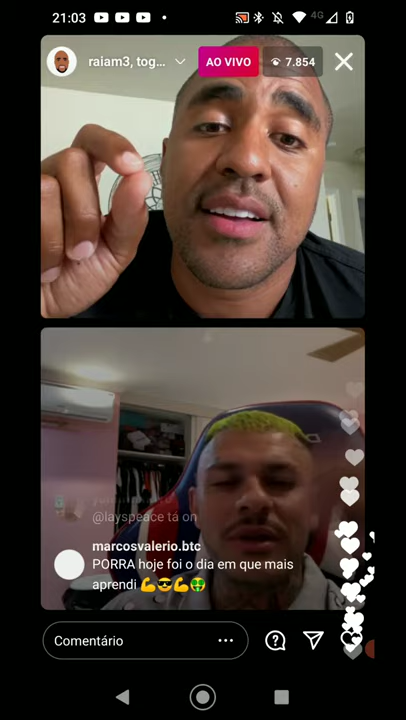 21:03
4G
raiam3, tog...
AO VIVO
7.854
@layspeace tá on
marcosvalerio.btc
PORRA hoje foi o dia em que mais
aprendi 💪😎💪🤑
Comentário